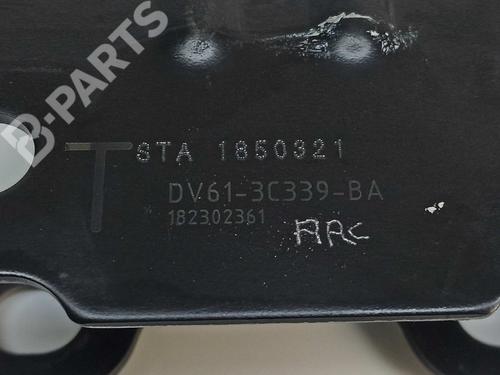 B-PARTS
T STA 1850321
DV61-3C339-BA
182302361
ARC